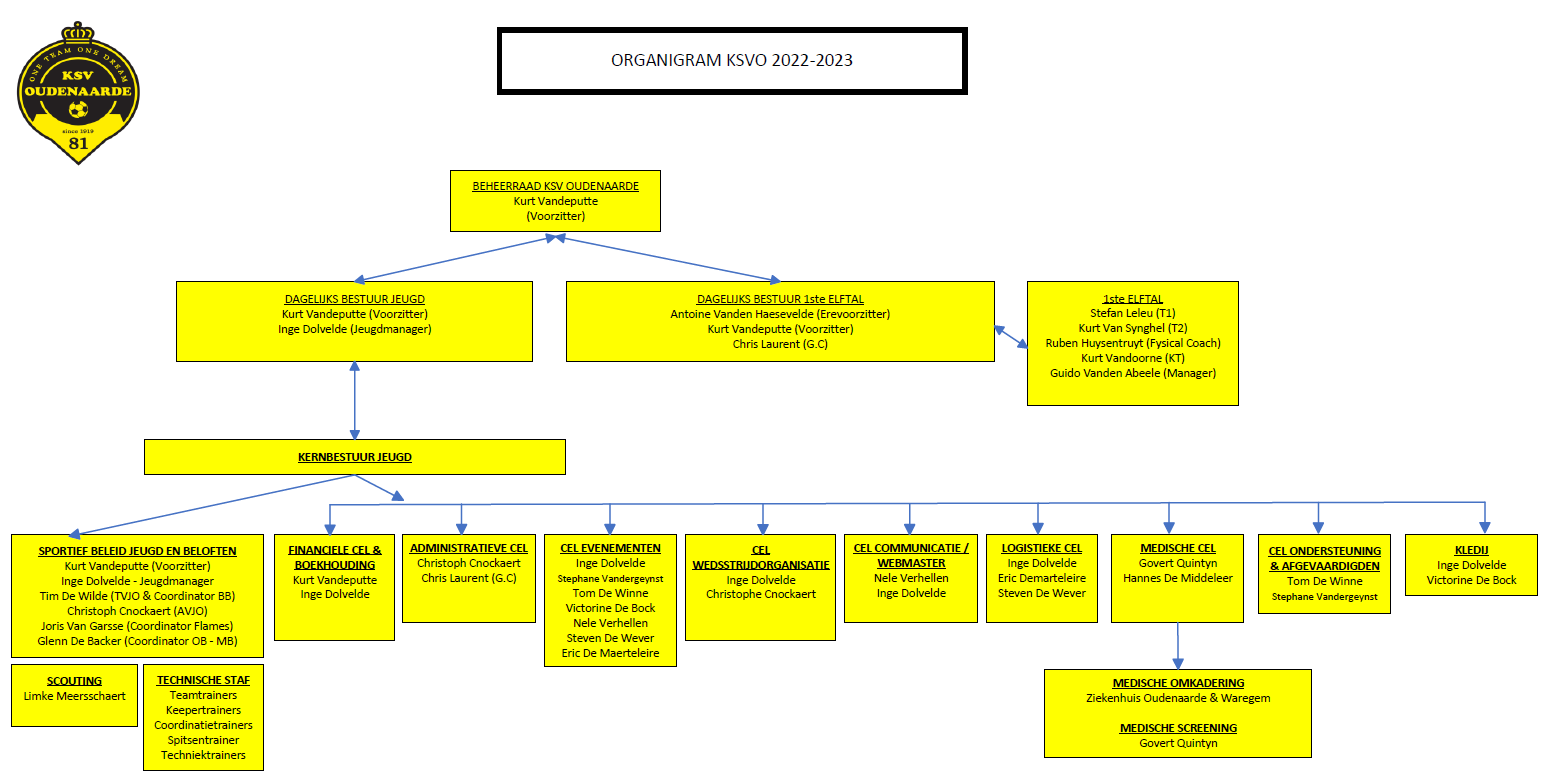 ONE TEAM ONE DREAM
KSV
OUDENAARDE
since 1919
81
ORGANIGRAM KSVO 2022-2023
BEHEERRAAD KSV OUDENAARDE
Kurt Vandeputte
(Voorzitter)
DAGELIJKS BESTUUR JEUGD
Kurt Vandeputte (Voorzitter)
Inge Dolvelde (Jeugdmanager)
DAGELIJKS BESTUUR 1ste ELFTAL
Antoine Vanden Haesevelde (Erevoorzitter)
Kurt Vandeputte (Voorzitter)
Chris Laurent (G.C)
1ste ELFTAL
Stefan Leleu (T1)
Kurt Van Synghel (T2)
Ruben Huysentruyt (Fysical Coach)
Kurt Vandoorne (KT)
Guido Vanden Abeele (Manager)
KERNBESTUUR JEUGD
SPORTIEF BELEID JEUGD EN BELOFTEN
Kurt Vandeputte (Voorzitter)
Inge Dolvelde - Jeugdmanager
Tim De Wilde (TVJO & Coordinator BB)
Christoph Cnockaert (AVJO)
Joris Van Garsse (Coordinator Flames)
Glenn De Backer (Coordinator OB - MB)
FINANCIELE CEL &
BOEKHOUDING
Kurt Vandeputte
Inge Dolvelde
ADMINISTRATIEVE CEL
Christoph Cnockaert
Chris Laurent (G.C)
CEL EVENEMENTEN
Inge Dolvelde
Stephane Vandergeynst
Tom De Winne
Victorine De Bock
Nele Verhellen
Steven De Wever
Eric De Maerteleire
CEL
WEDSSTRIJDORGANISATIE
Inge Dolvelde
Christophe Cnockaert
CEL COMMUNICATIE /
WEBMASTER
Nele Verhellen
Inge Dolvelde
LOGISTIEKE CEL
Inge Dolvelde
Eric Demarteleire
Steven De Wever
MEDISCHE CEL
Govert Quintyn
Hannes De Middeleer
CEL ONDERSTEUNING
& AFGEVAARDIGDEN
Tom De Winne
Stephane Vandergeynst
KLEDIJ
Inge Dolvelde
Victorine De Bock
SCOUTING
Limke Meersschaert
TECHNISCHE STAF
Teamtrainers
Keepertrainers
Coordinatietrainers
Spitsentrainer
Techniektrainers
MEDISCHE OMKADERING
Ziekenhuis Oudenaarde & Waregem
MEDISCHE SCREENING
Govert Quintyn